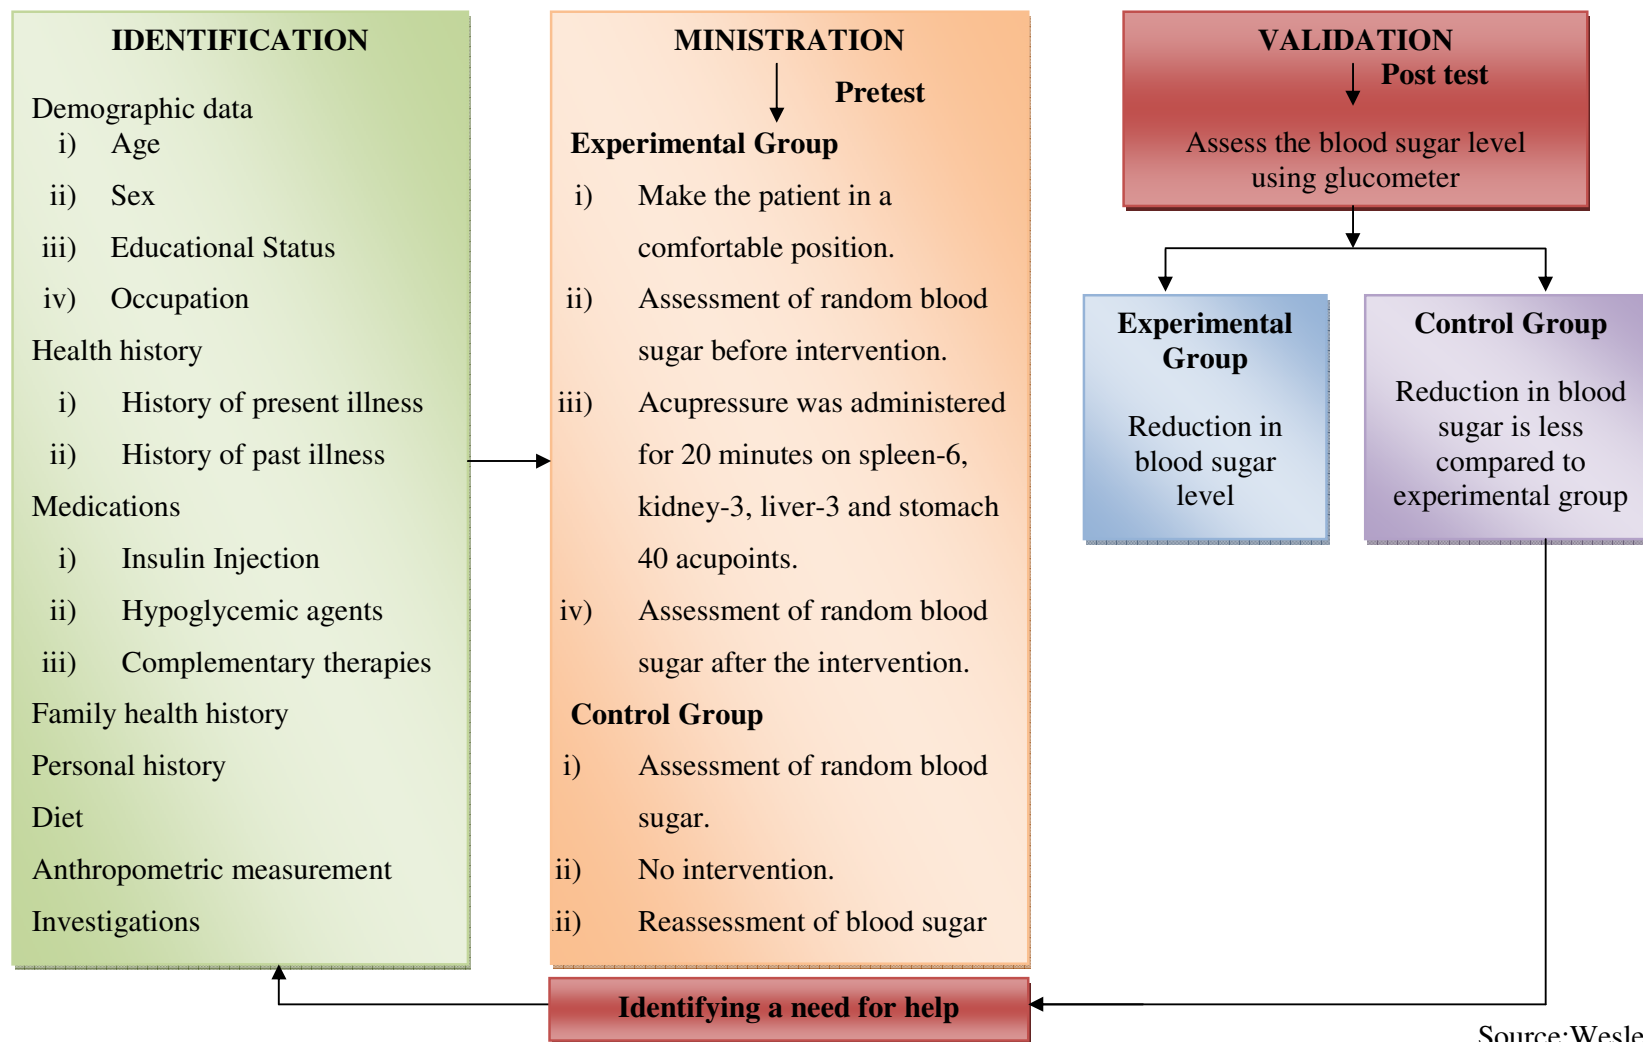 IDENTIFICATION
Demographic data
i) Age
ii) Sex
iii) Educational Status
iv) Occupation
Health history
i) History of present illness
ii) History of past illness
Medications
i) Insulin Injection
ii) Hypoglycemic agents
iii) Complementary therapies
Family health history
Personal history
Diet
Anthropometric measurement
Investigations
MINISTRATION
Pretest
Experimental Group
i) Make the patient in a
comfortable position.
ii) Assessment of random blood
sugar before intervention.
iii) Acupressure was administered
for 20 minutes on spleen-6,
kidney-3, liver-3 and stomach
40 acupoints.
iv) Assessment of random blood
sugar after the intervention.
Control Group
i) Assessment of random blood
sugar.
ii) No intervention.
ii) Reassessment of blood sugar
VALIDATION
Post test
Assess the blood sugar level
using glucometer
Experimental
Group
Reduction in
blood sugar
level
Control Group
Reduction in blood
sugar is less
compared to
experimental group
Identifying a need for help
Source:Wesle